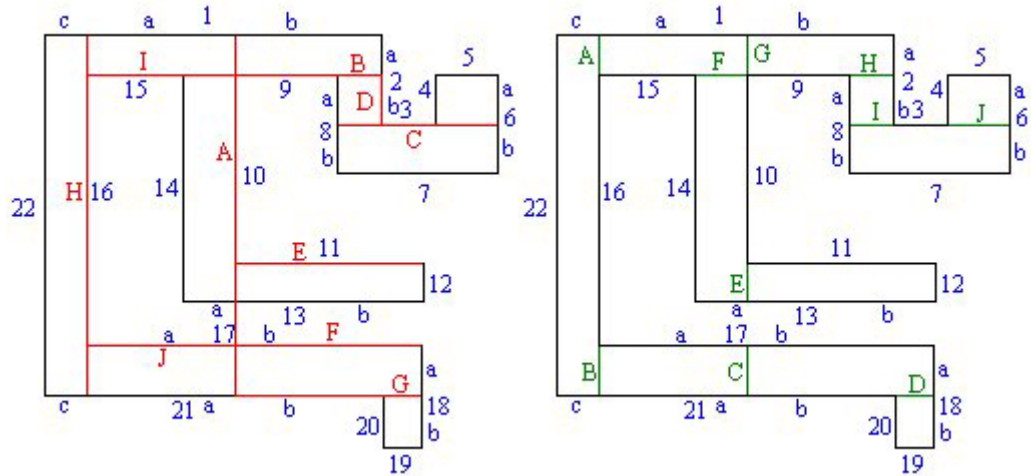 c a 1 b c a 1 b
a 5 a 5
I B A F G H
15 9 2 4 a 15 9 2 4 a
a D b 3 6 a I b 3 J 6
8 C 8
A b b b b
H 16 14 10 7 16 14 10 7
22 22
E 11 11
12 E 12
a 13 b a 13 b
a 17 b F a 17 b
J a a
G B C D
c 21 a b 18 c 21 a b 18
20 b 20 b
19 19